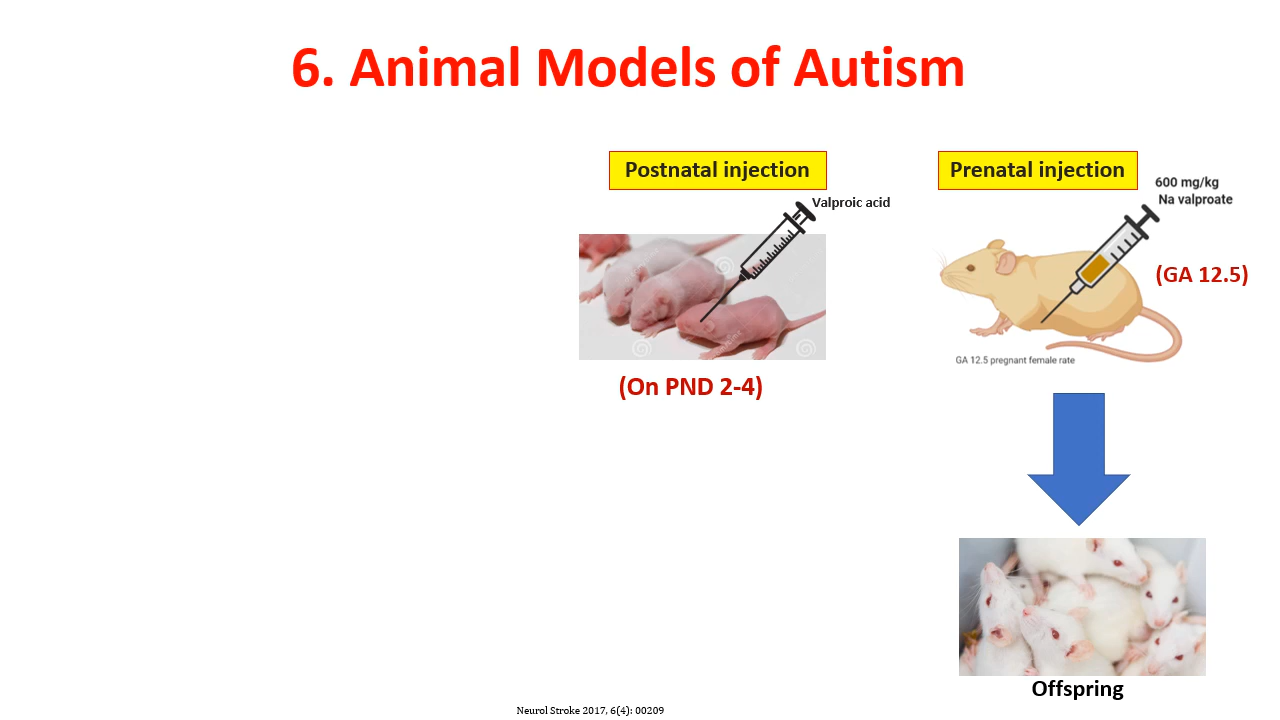 6. Animal Models of Autism
Postnatal injection
Valproic acid
(On PND 2-4)
Prenatal injection
600 mg/kg
Na valproate
(GA 12.5)
GA 12.5 pregnant female rate
Offspring
Neurol Stroke 2017, 6(4): 00209